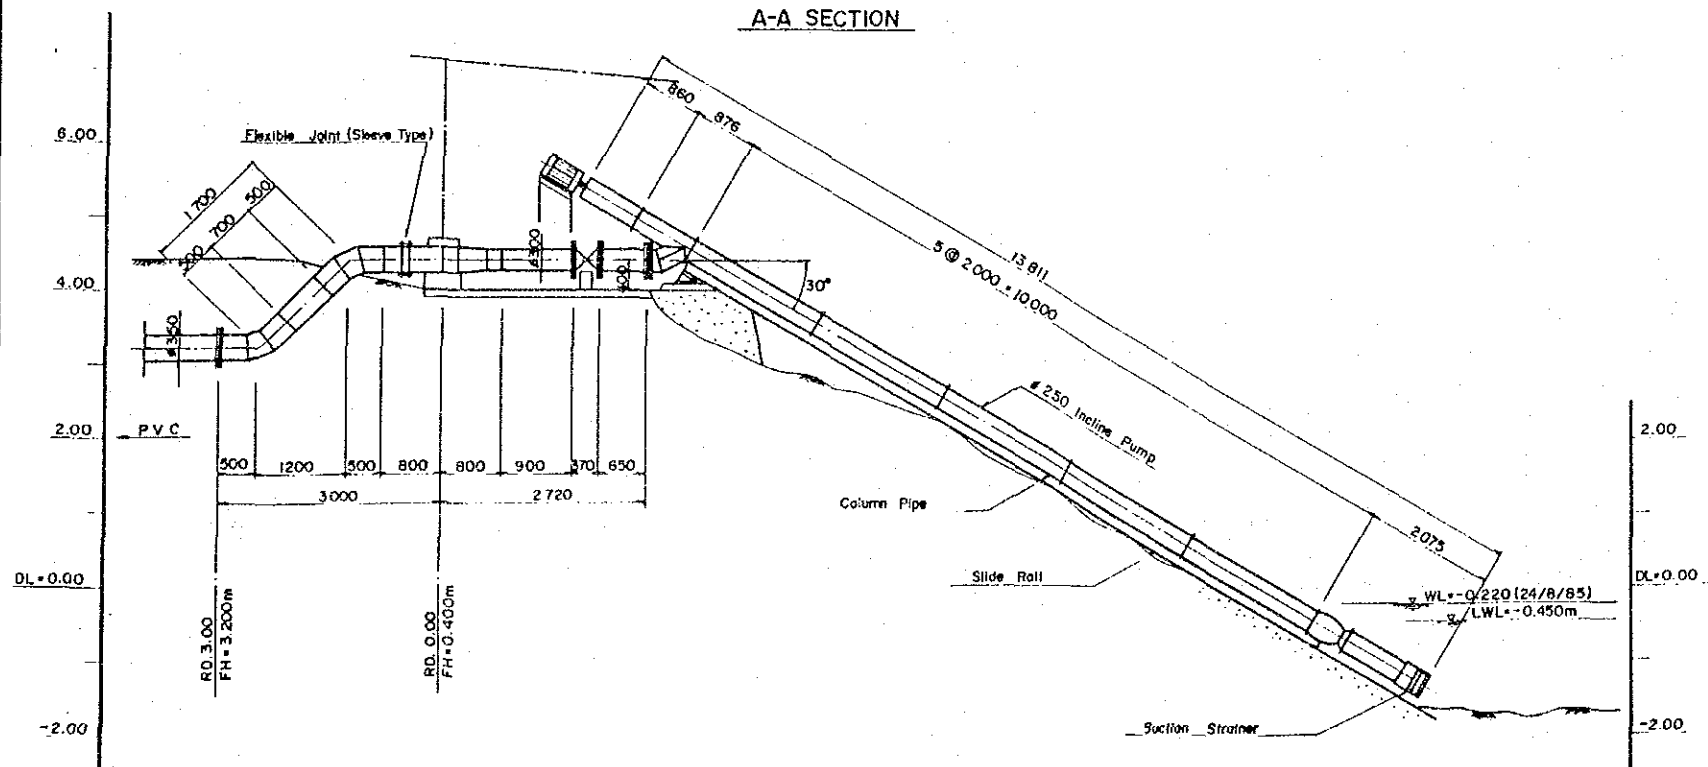 A-A SECTION
860
876
6.00
Flexible Joint (Sleeve Type)
1.700
500
700
500
13.811
5 @ 2.000 = 10.000
ø300
400
30°
4.00
ø350
ø 250 Incline Pump
2.00
PVC
2.00
500
1200
500
800
800
900
370
650
3.000
2.720
Column Pipe
2.075
Slide Rail
DL=0.00
DL=0.00
WL=-0.220 (24/8/85)
LWL=-0.450m
RD. 3.00
FH=3.200m
RD. 0.00
FH=0.400m
Suction Strainer
-2.00
-2.00